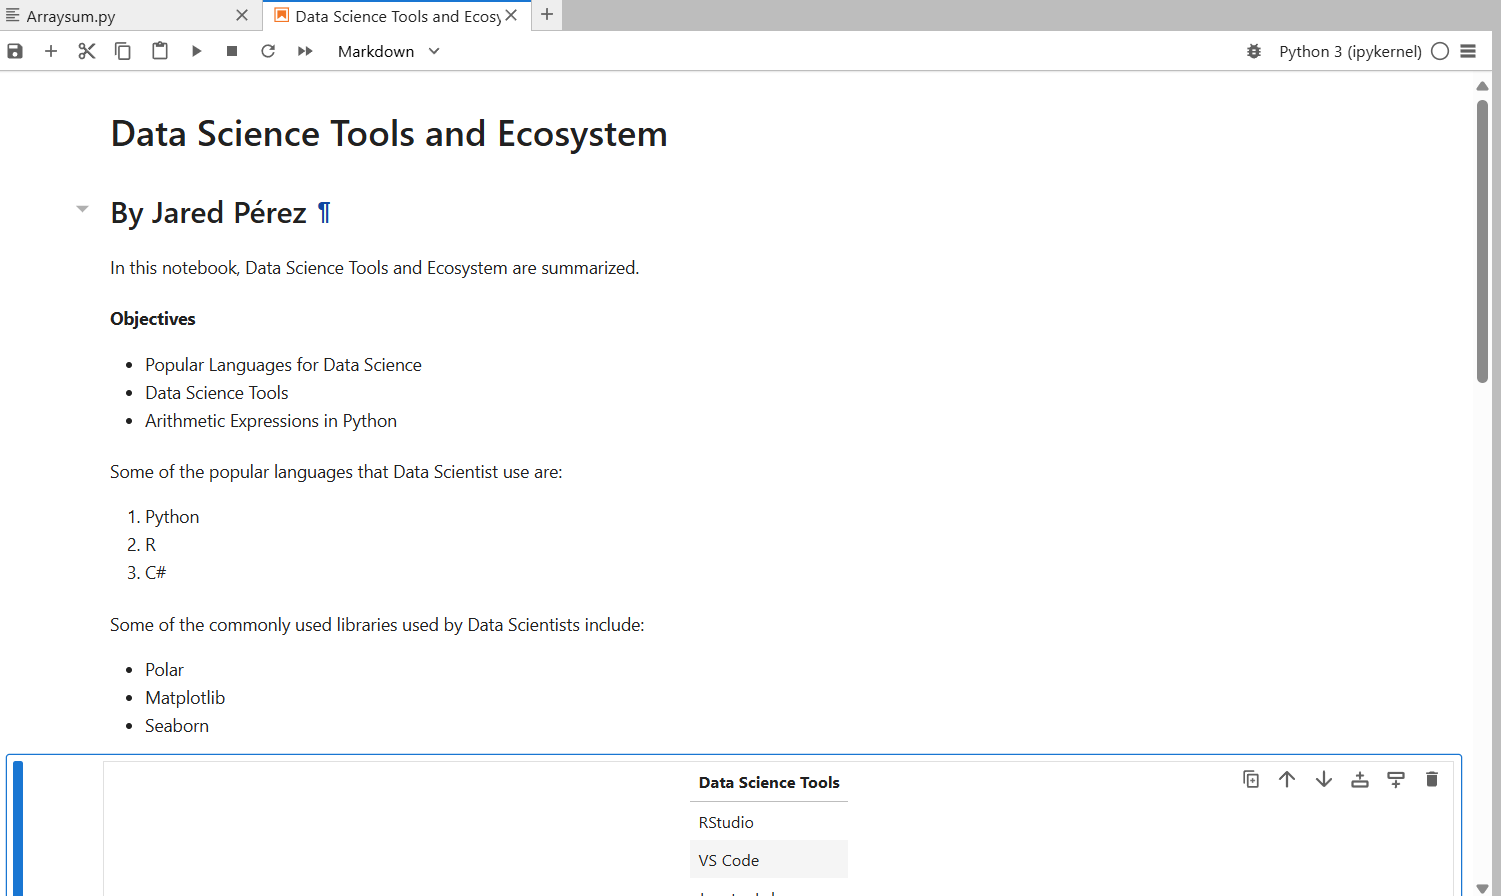 Arraysum.py
Data Science Tools and Ecosy
Markdown
Python 3 (ipykernel)
Data Science Tools and Ecosystem
By Jared Pérez ¶
In this notebook, Data Science Tools and Ecosystem are summarized.
Objectives
• Popular Languages for Data Science
• Data Science Tools
• Arithmetic Expressions in Python
Some of the popular languages that Data Scientist use are:
1. Python
2. R
3. C#
Some of the commonly used libraries used by Data Scientists include:
• Polar
• Matplotlib
• Seaborn
Data Science Tools
RStudio
VS Code